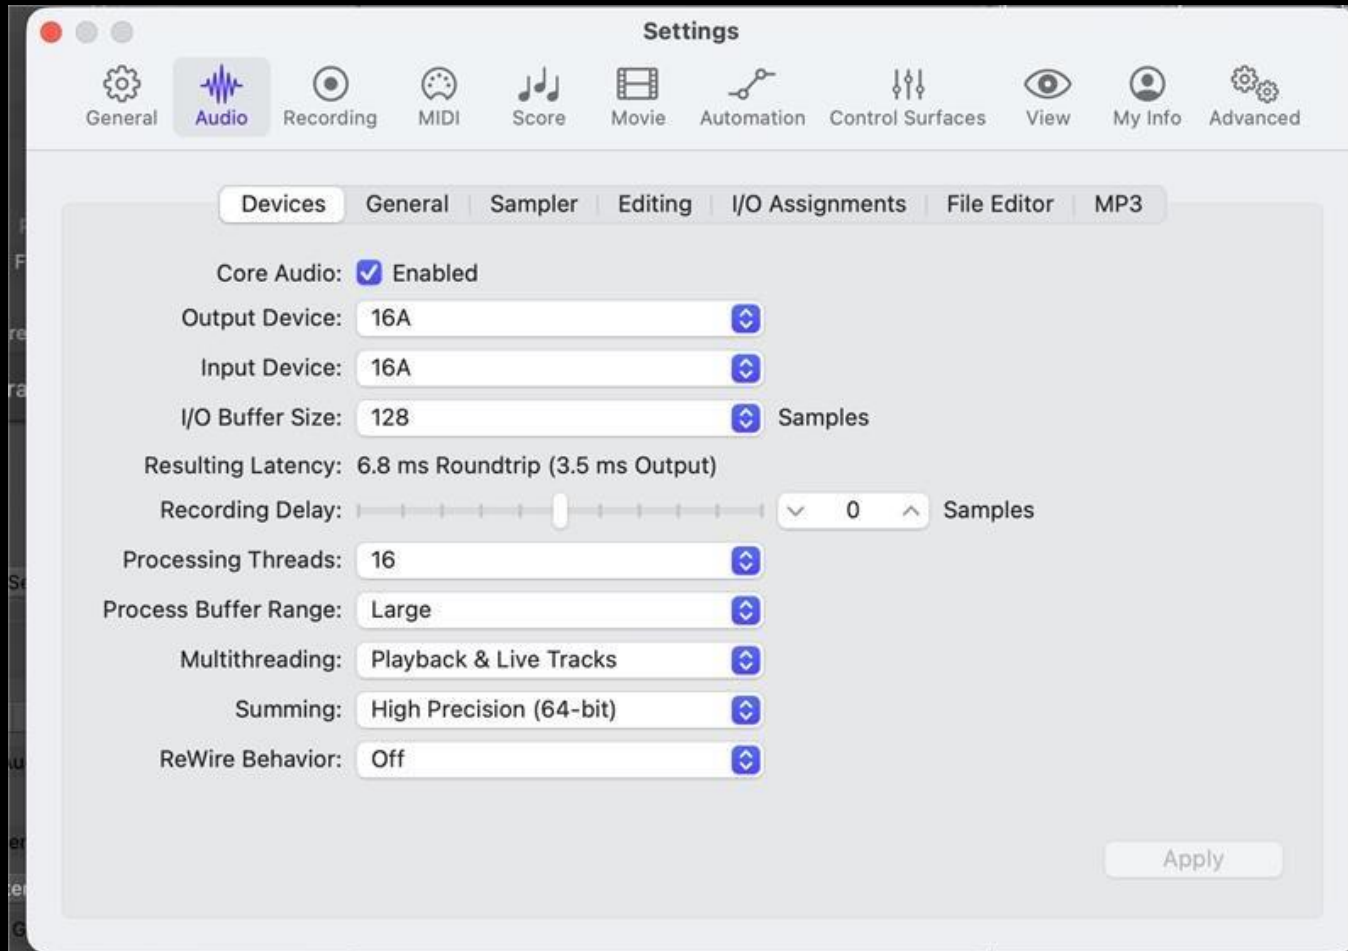 Settings
General Audio Recording MIDI Score Movie Automation Control Surfaces View My Info Advanced
Devices General Sampler Editing I/O Assignments File Editor MP3
Core Audio: Enabled
Output Device: 16A
Input Device: 16A
I/O Buffer Size: 128 Samples
Resulting Latency: 6.8 ms Roundtrip (3.5 ms Output)
Recording Delay: 0 Samples
Processing Threads: 16
Process Buffer Range: Large
Multithreading: Playback & Live Tracks
Summing: High Precision (64-bit)
ReWire Behavior: Off
Apply